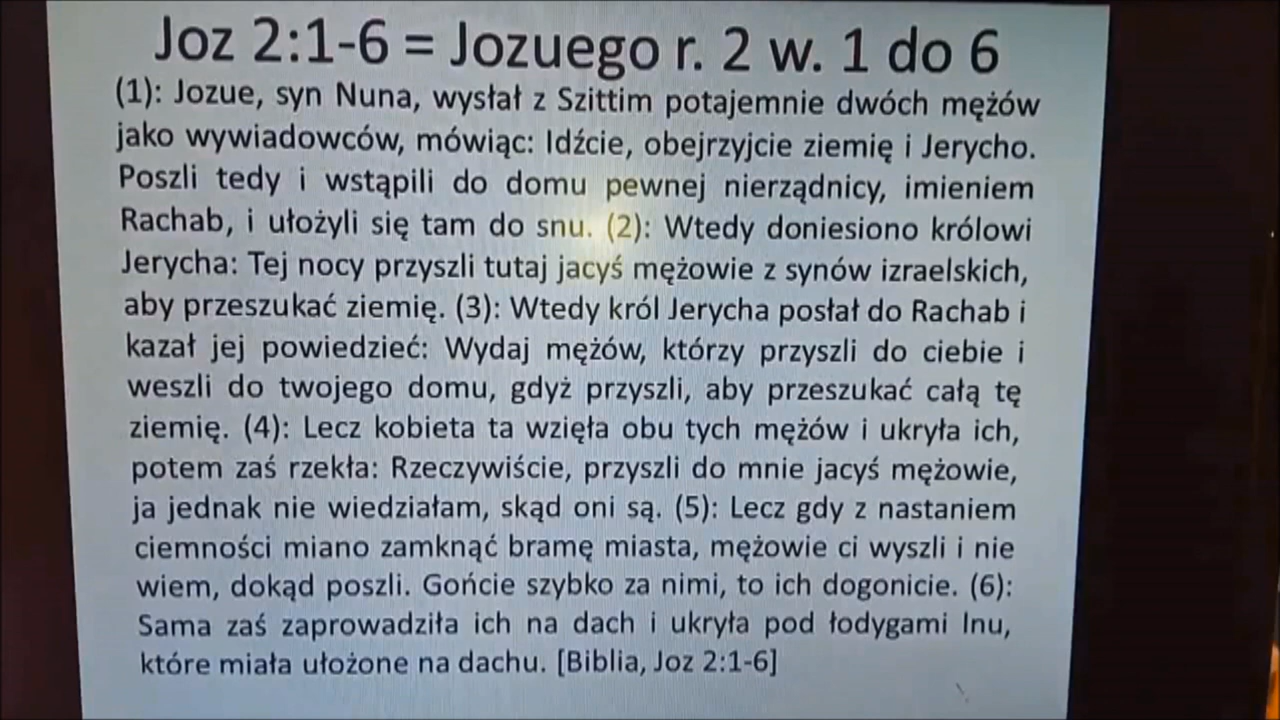 Joz 2:1-6 = Jozuego r. 2 w. 1 do 6
(1): Jozue, syn Nuna, wysłał z Szittim potajemnie dwóch mężów
jako wywiadowców, mówiąc: Idźcie, obejrzyjcie ziemię i Jerycho.
Poszli tedy i wstąpili do domu pewnej nierządnicy, imieniem
Rachab, i ułożyli się tam do snu. (2): Wtedy doniesiono królowi
Jerycha: Tej nocy przyszli tutaj jacyś mężowie z synów izraelskich,
aby przeszukać ziemię. (3): Wtedy król Jerycha posłał do Rachab i
kazał jej powiedzieć: Wydaj mężów, którzy przyszli do ciebie i
weszli do twojego domu, gdyż przyszli, aby przeszukać całą tę
ziemię. (4): Lecz kobieta ta wzięła obu tych mężów i ukryła ich,
potem zaś rzekła: Rzeczywiście, przyszli do mnie jacyś mężowie,
ja jednak nie wiedziałam, skąd oni są. (5): Lecz gdy z nastaniem
ciemności miano zamknąć bramę miasta, mężowie ci wyszli i nie
wiem, dokąd poszli. Gońcie szybko za nimi, to ich dogonicie. (6):
Sama zaś zaprowadziła ich na dach i ukryła pod łodygami lnu,
które miała ułożone na dachu. [Biblia, Joz 2:1-6]